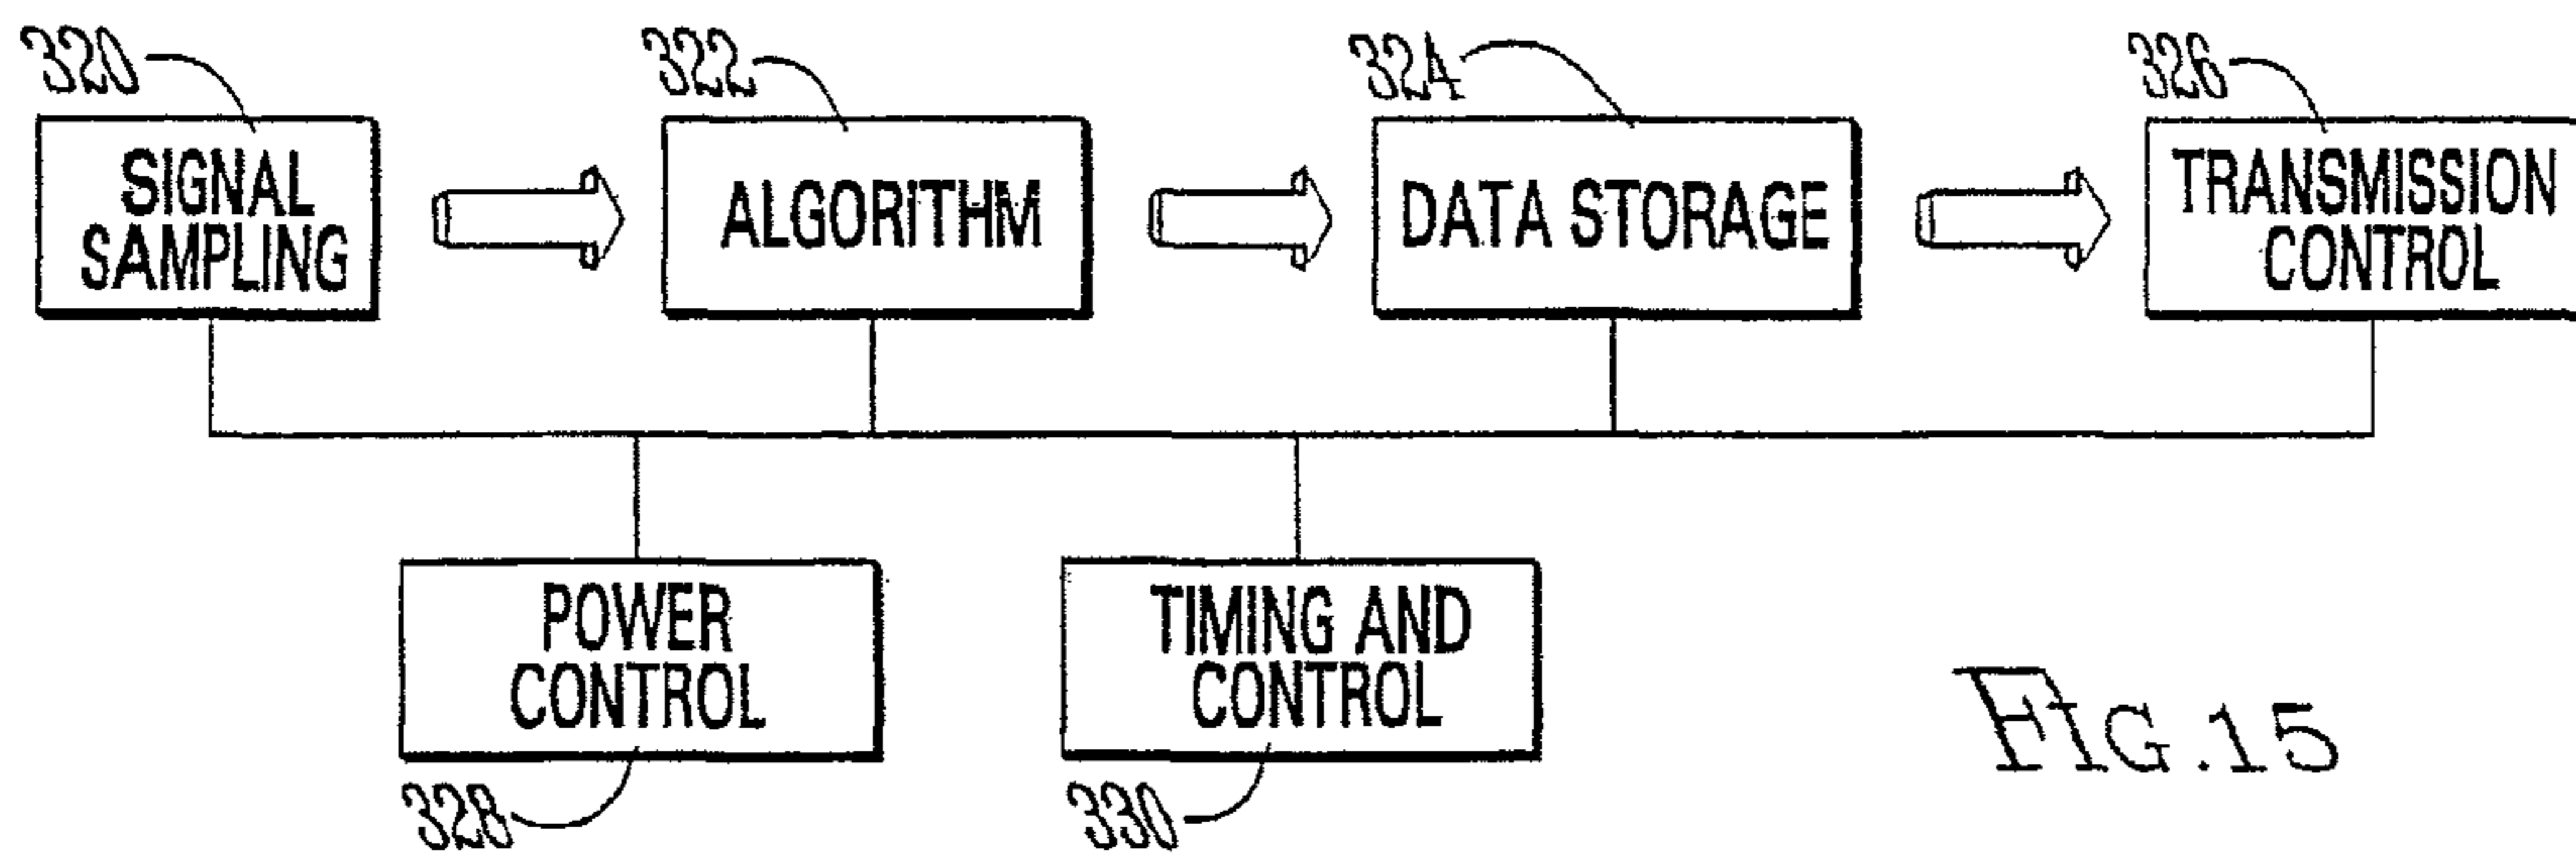 320
322
324
326
SIGNAL
SAMPLING
ALGORITHM
DATA STORAGE
TRANSMISSION
CONTROL
POWER
CONTROL
TIMING AND
CONTROL
328
330
FIG.15